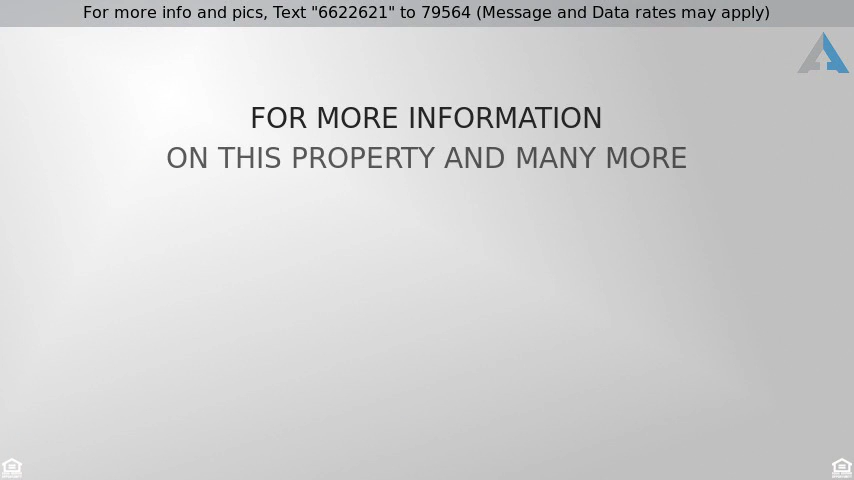 For more info and pics, Text "6622621" to 79564 (Message and Data rates may apply)
FOR MORE INFORMATION
ON THIS PROPERTY AND MANY MORE